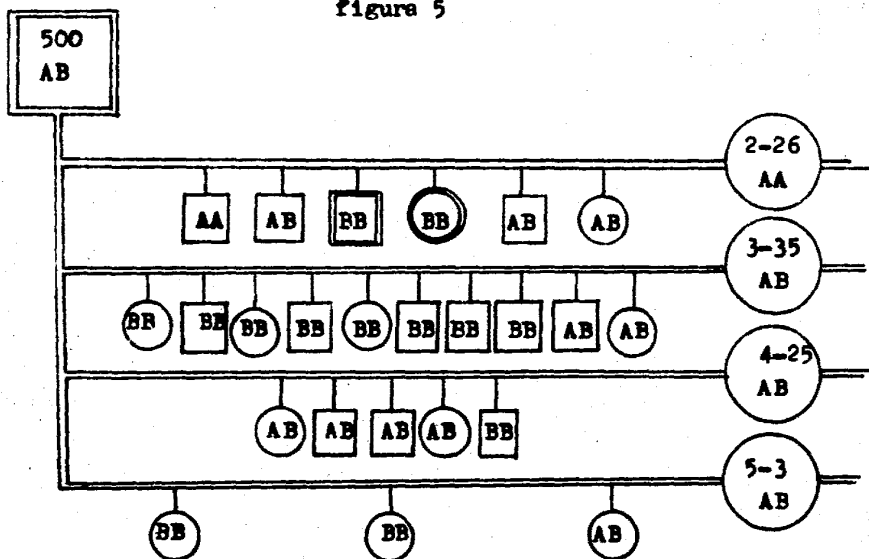 figura 5
500
AB
2-26
AA
AA AB BB BB AB AB
3-35
AB
BB BB BB BB BB BB BB BB AB AB
4-25
AB
AB AB AB AB BB
5-3
AB
BB BB AB